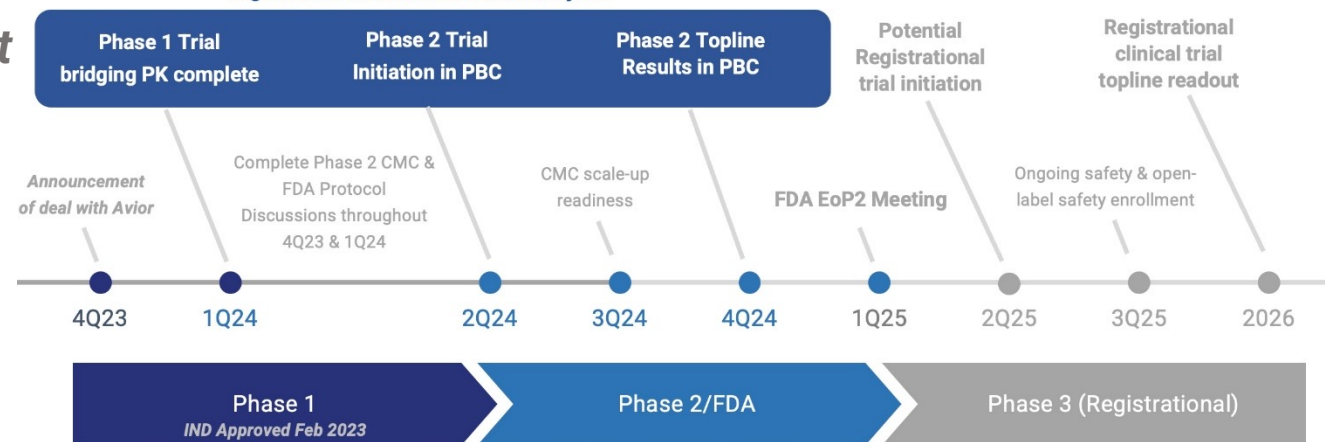 Phase 1 Trial
bridging PK complete
Phase 2 Trial
Initiation in PBC
Phase 2 Topline
Results in PBC
Potential
Registrational
trial initiation
Registrational
clinical trial
topline readout
Announcement
of deal with Avior
Complete Phase 2 CMC &
FDA Protocol
Discussions throughout
4Q23 & 1Q24
CMC scale-up
readiness
FDA EoP2 Meeting
Ongoing safety & open-
label safety enrollment
4Q23
1Q24
2Q24
3Q24
4Q24
1Q25
2Q25
3Q25
2026
Phase 1
IND Approved Feb 2023
Phase 2/FDA
Phase 3 (Registrational)